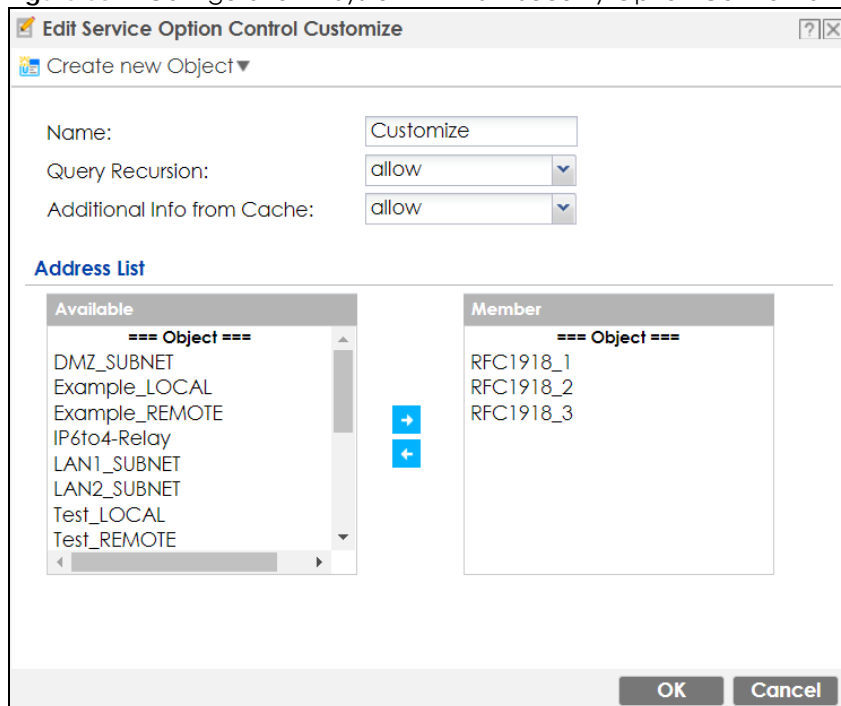 Edit Service Option Control Customize
Create new Object
Name: Customize
Query Recursion: allow
Additional Info from Cache: allow
Address List
Available
=== Object ===
DMZ_SUBNET
Example_LOCAL
Example_REMOTE
IP6to4-Relay
LAN1_SUBNET
LAN2_SUBNET
Test_LOCAL
Test_REMOTE
Member
=== Object ===
RFC1918_1
RFC1918_2
RFC1918_3
OK Cancel